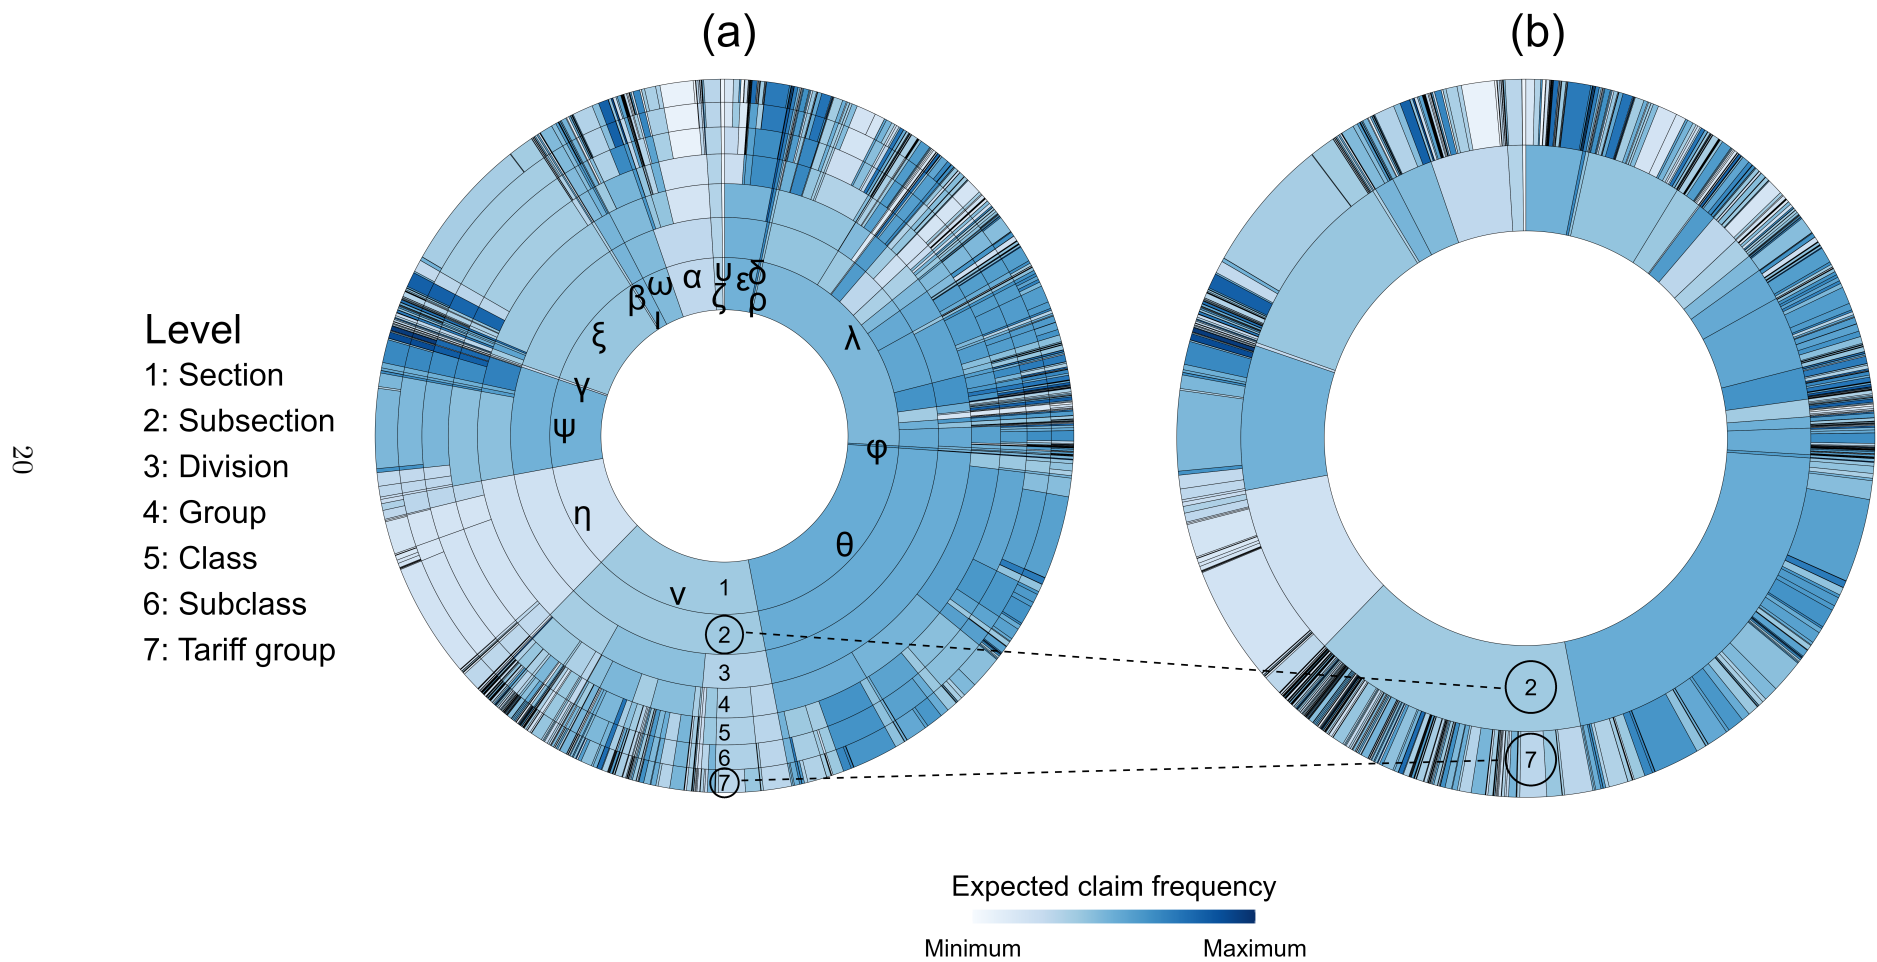 (a)
(b)
Level
1: Section
2: Subsection
3: Division
4: Group
5: Class
6: Subclass
7: Tariff group
20
β
ω
ι
α
υ
ζ
ε
δ
ρ
ξ
λ
γ
ψ
φ
η
θ
ν
1
2
3
4
5
6
7
2
7
Expected claim frequency
Minimum
Maximum